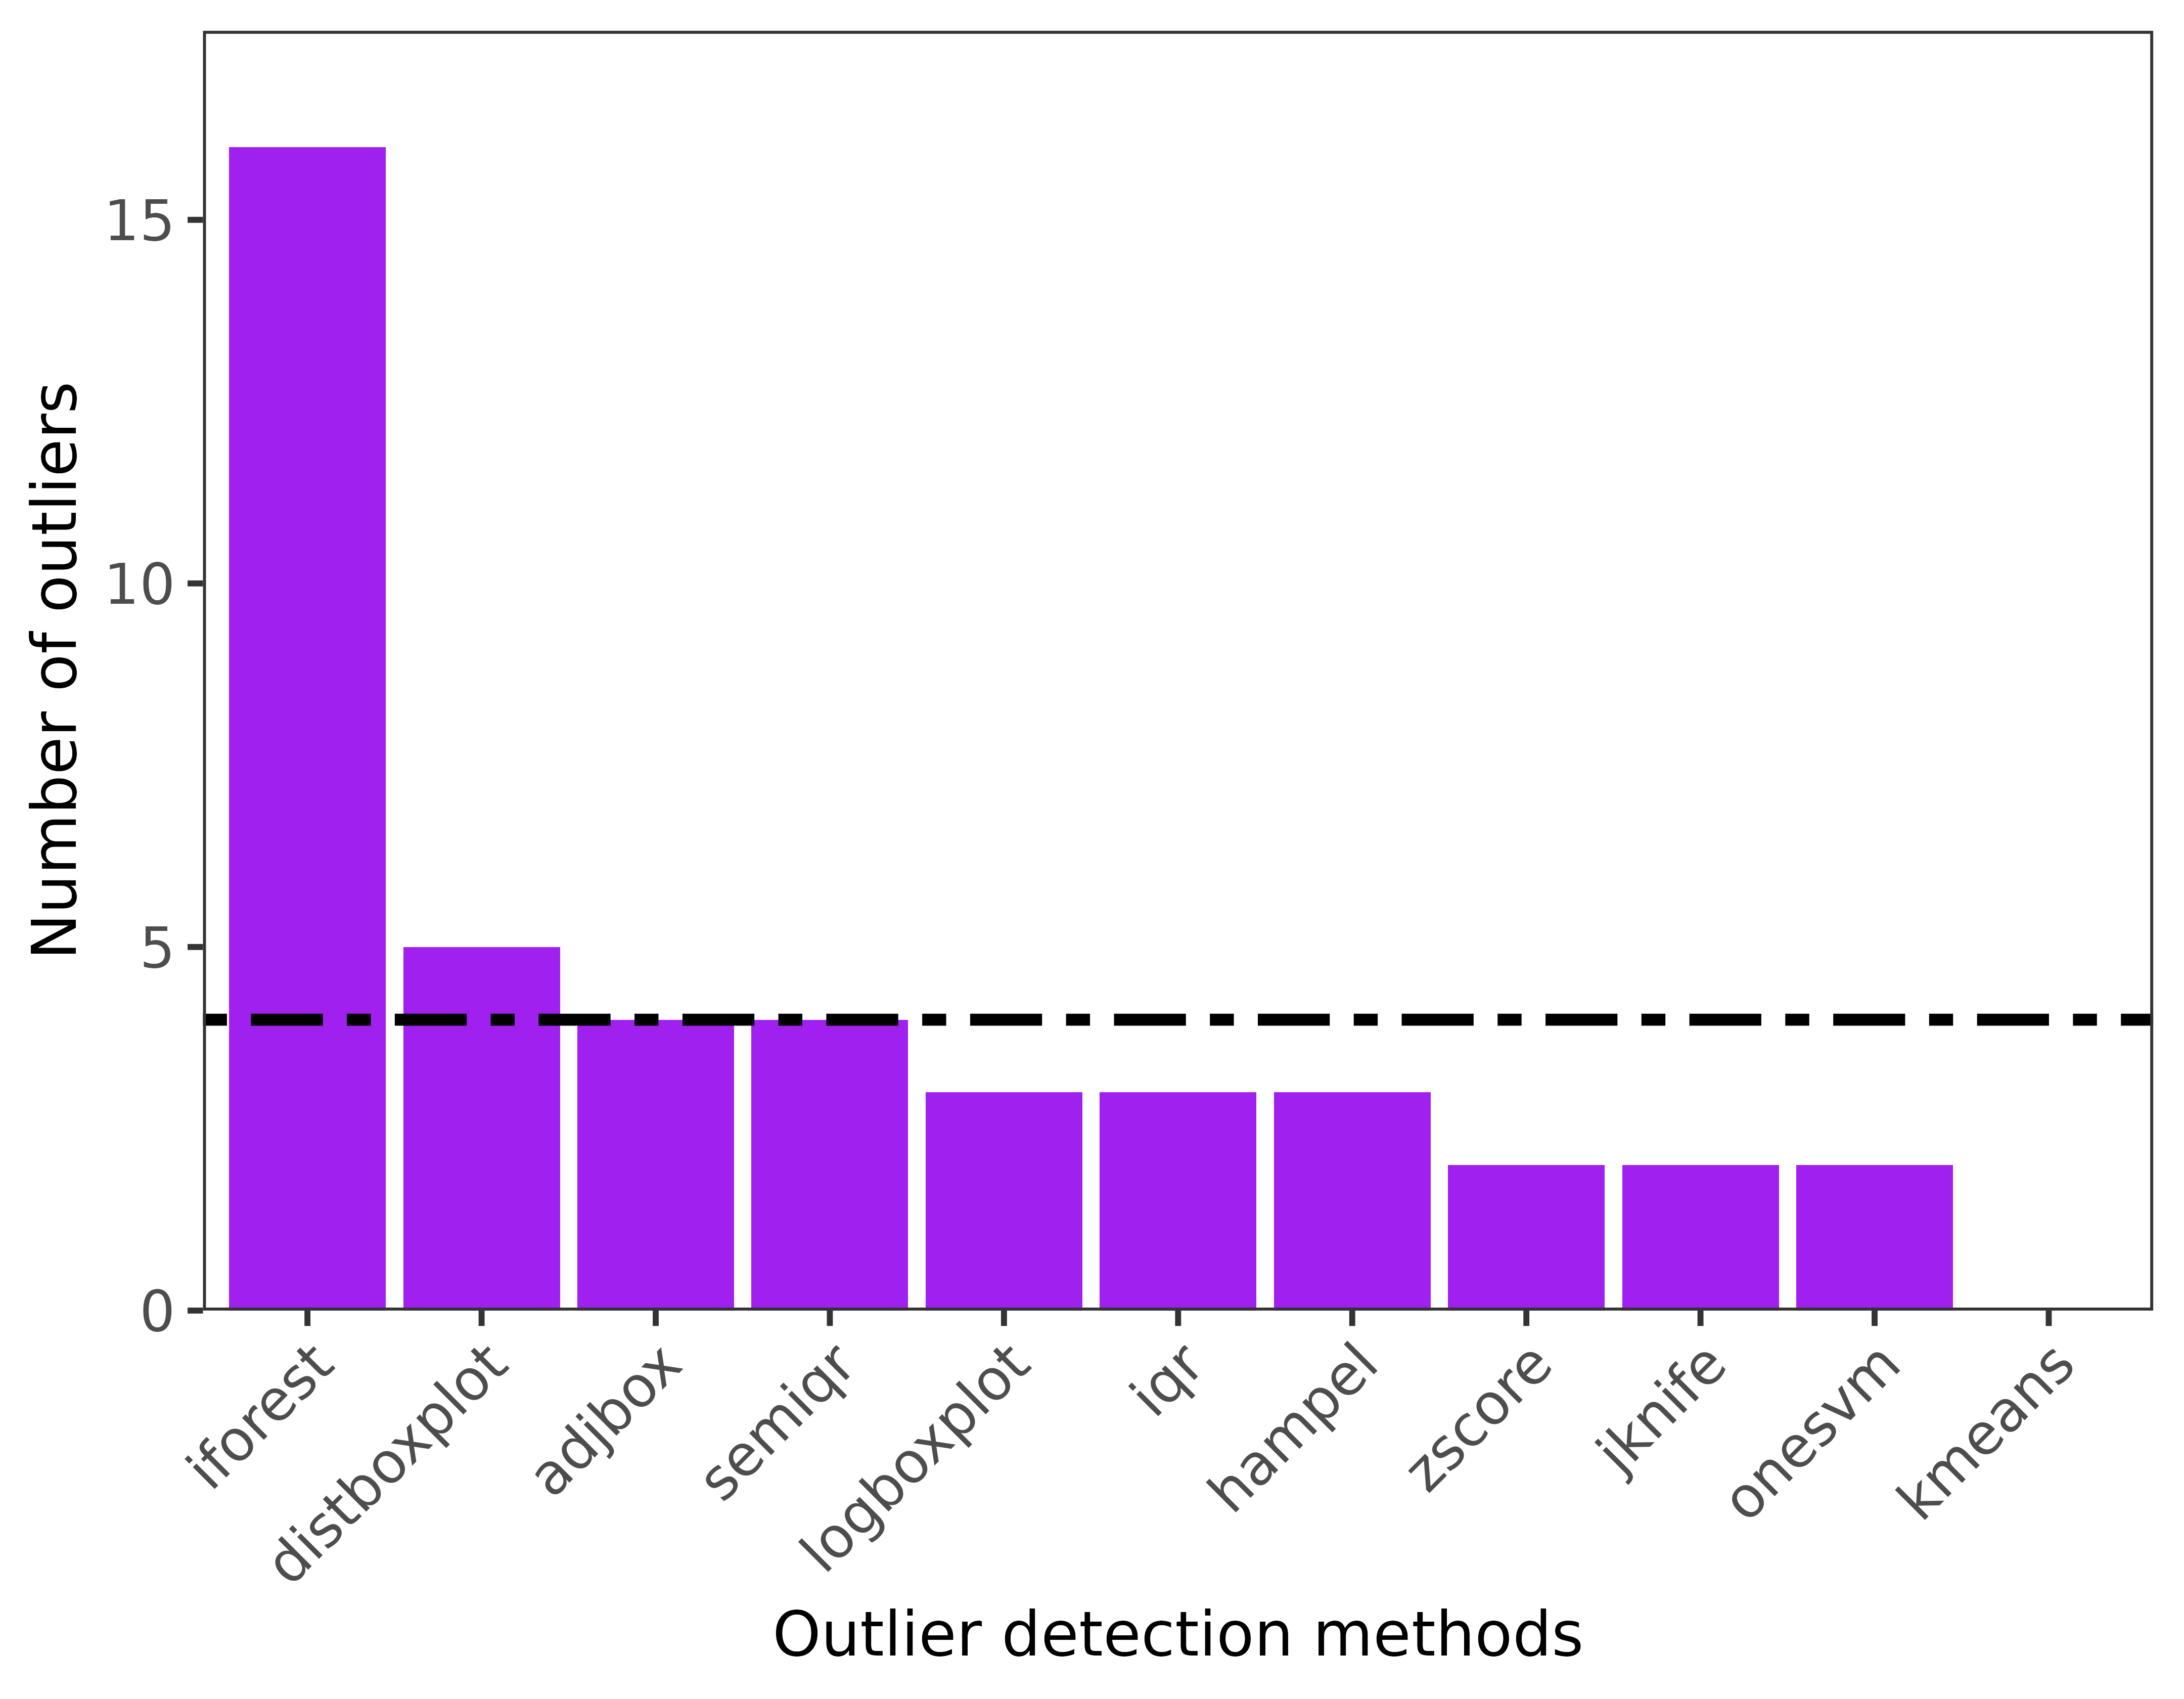 Number of outliers
15
10
5
0
iforest
distboxplot
adjbox
semiqr
logboxplot
iqr
hampel
zscore
jknife
onesvm
kmeans
Outlier detection methods